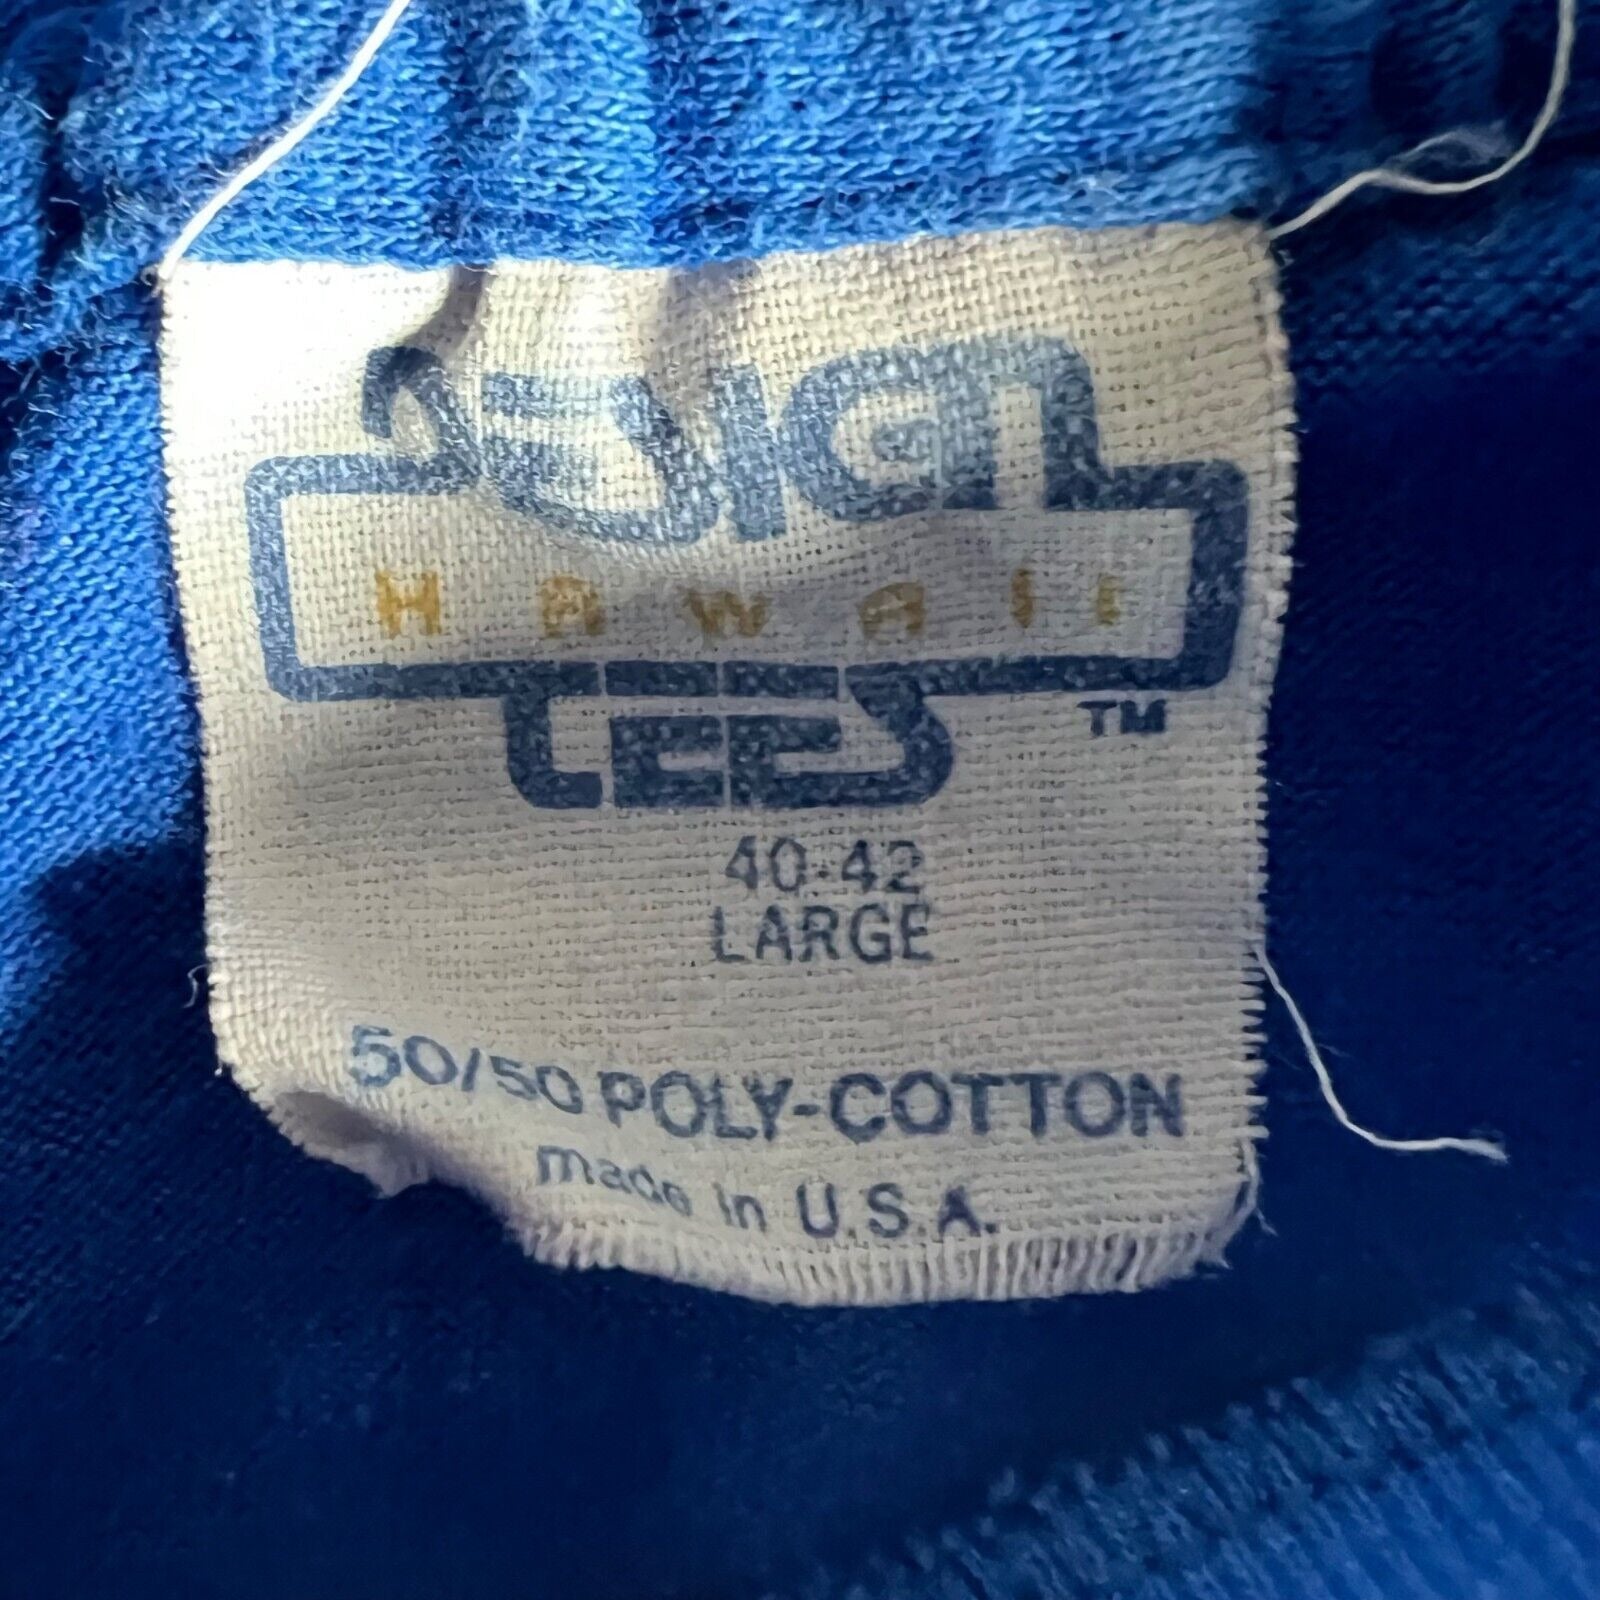 DESIGN
HAWAII
TEES
TM
40-42
LARGE
50/50 POLY-COTTON
made in U.S.A.